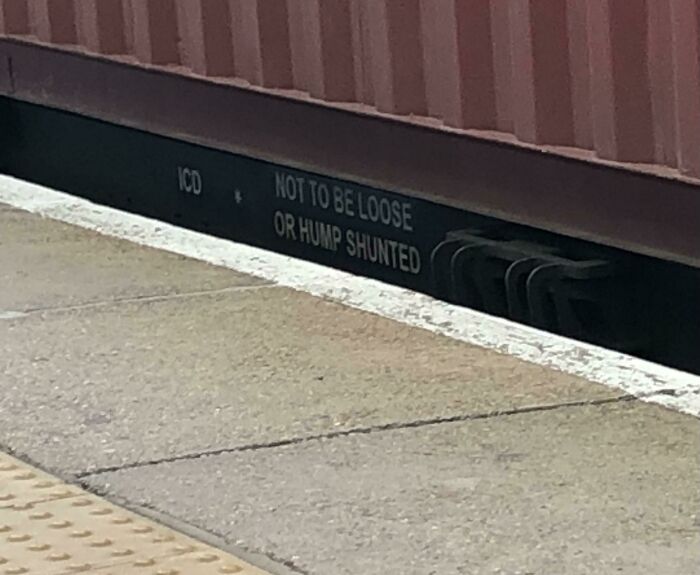 ICD * NOT TO BE LOOSE
OR HUMP SHUNTED